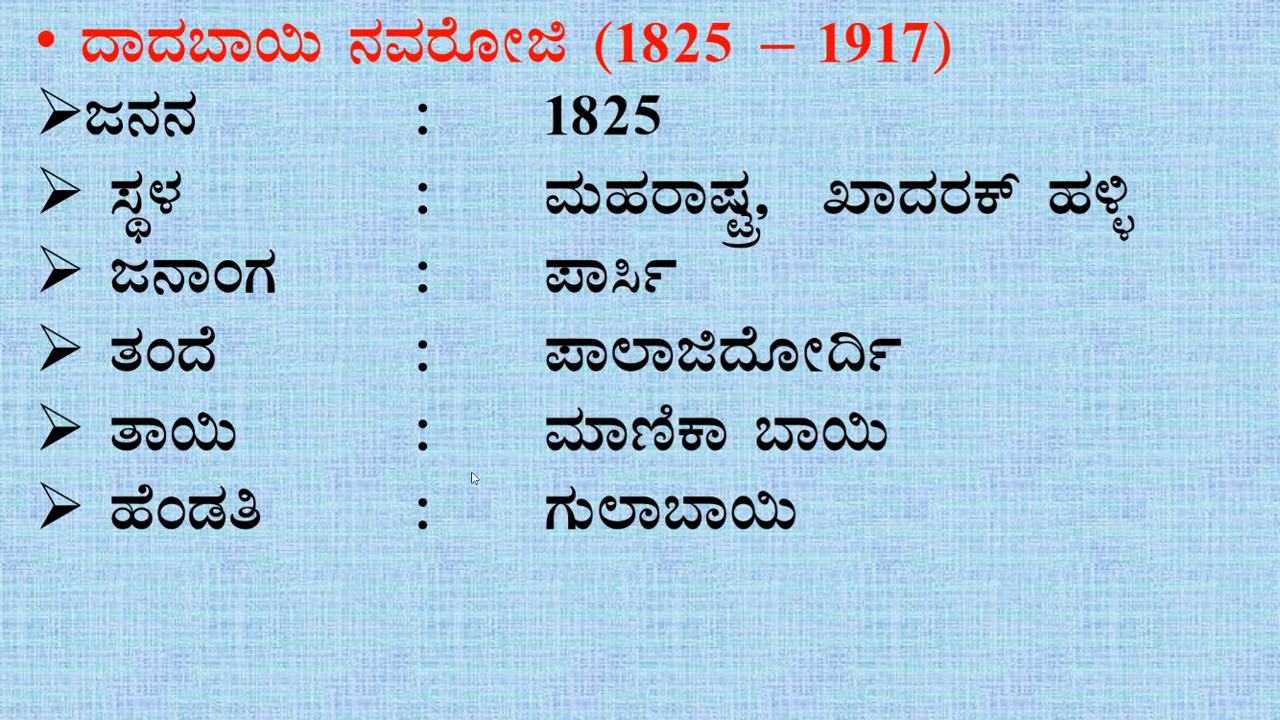 • ದಾದಬಾಯಿ ನವರೋಜಿ (1825 – 1917)
➢ಜನನ : 1825
➢ ಸ್ಥಳ : ಮಹರಾಷ್ಟ್ರ, ಖಾದರಕ್ ಹಳ್ಳಿ
➢ ಜನಾಂಗ : ಪಾರ್ಸಿ
➢ ತಂದೆ : ಪಾಲಾಜಿದೋರ್ದಿ
➢ ತಾಯಿ : ಮಾಣಿಕಾ ಬಾಯಿ
➢ ಹೆಂಡತಿ : ಗುಲಾಬಾಯಿ